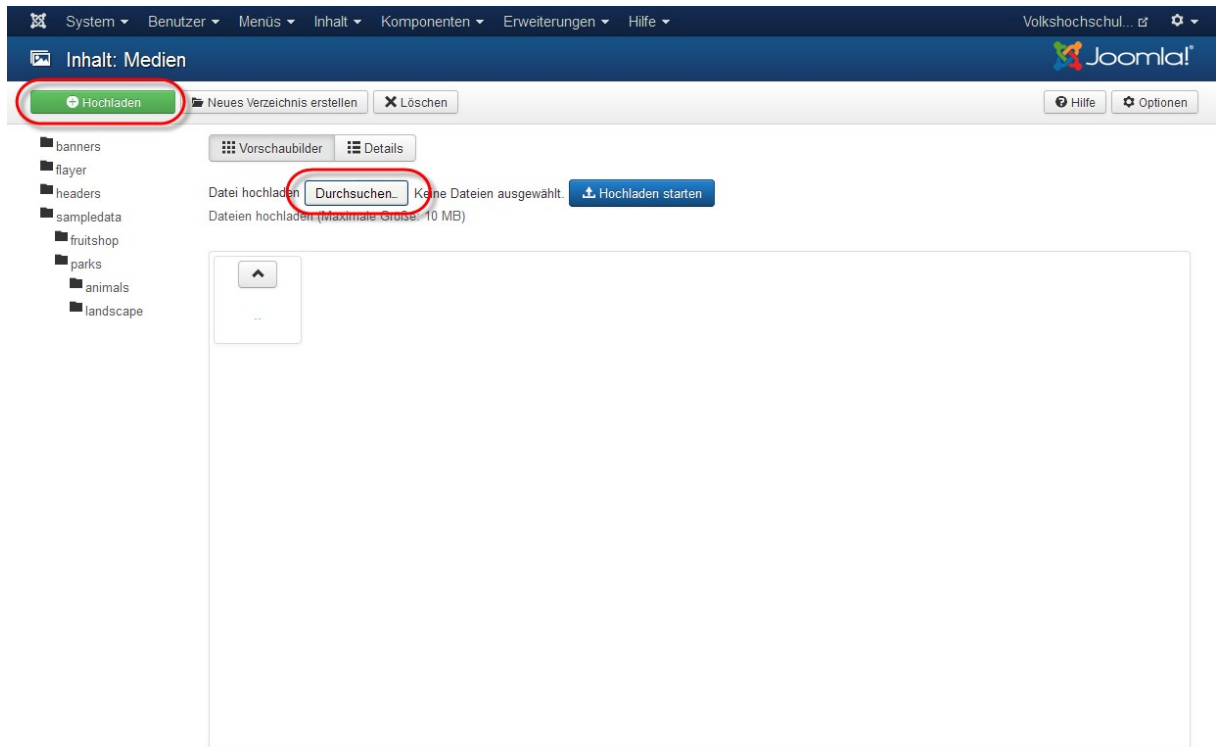 System Benutzer Menüs Inhalt Komponenten Erweiterungen Hilfe Volkshochschul...
Inhalt: Medien Joomla!®
Hochladen Neues Verzeichnis erstellen Löschen Hilfe Optionen
banners
flayer
headers
sampledata
fruitshop
parks
animals
landscape
Vorschaubilder Details
Datei hochladen Durchsuchen… Keine Dateien ausgewählt. Hochladen starten
Dateien hochladen (Maximale Größe: 10 MB)
..